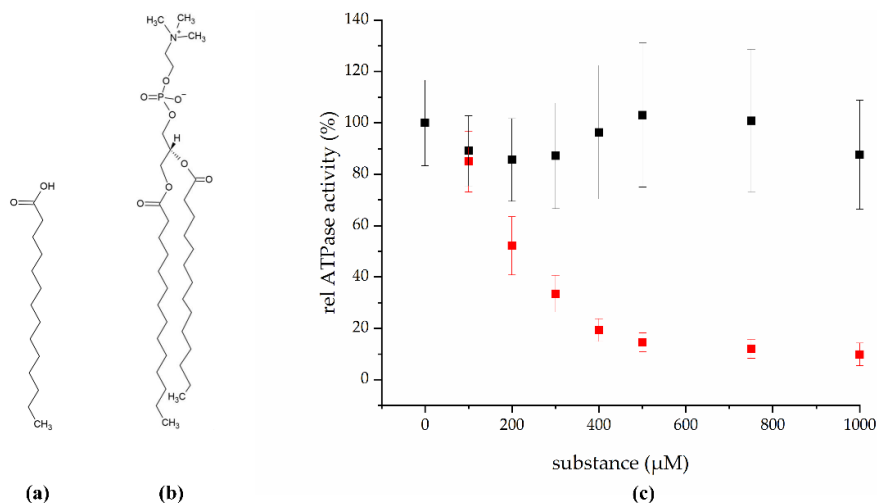 H₃C
CH₃
N⁺
CH₃
O
O
P
O⁻
O
H
O
O
O
O
H₃C
CH₃
OH
O
CH₃
(a)
(b)
140
120
100
80
60
40
20
0
rel ATPase activity (%)
0
200
400
600
800
1000
substance (µM)
(c)